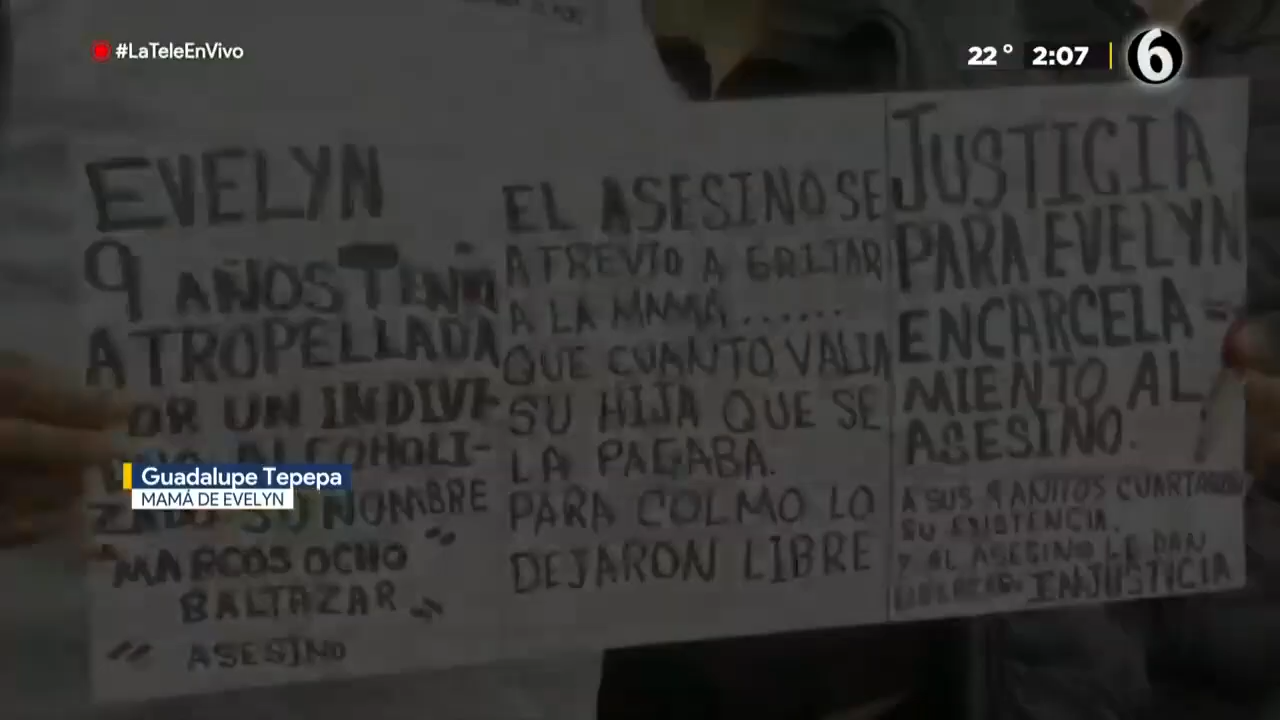 #LaTeleEnVivo
22° 2:07
6
EVELYN
9 AÑOS TENIA
ATROPELLADA
POR UN INDIVI-
ALCOHOLI-
ZADO SU NOMBRE
"MARCOS OCHO
BALTAZAR"
" ASESINO
EL ASESINO SE
ATREVIO A GRITAR
A LA MAMÁ......
QUE CUANTO VALIA
SU HIJA QUE SE
LA PAGABA.
PARA COLMO LO
DEJARON LIBRE
JUSTICIA
PARA EVELYN
ENCARCELA=
MIENTO AL
ASESINO.
A SUS 9 AÑITOS CUARTARON
SU EXISTENCIA.
Y AL ASESINO LE DAN
INJUSTICIA
Guadalupe Tepepa
MAMÁ DE EVELYN